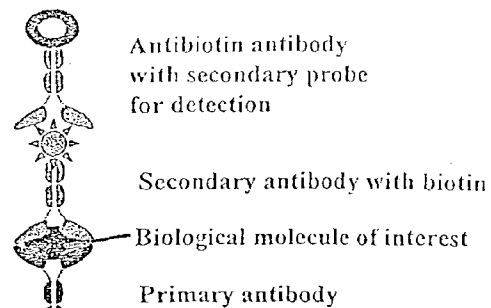 Antibiotin antibody
with secondary probe
for detection
Secondary antibody with biotin
Biological molecule of interest
Primary antibody